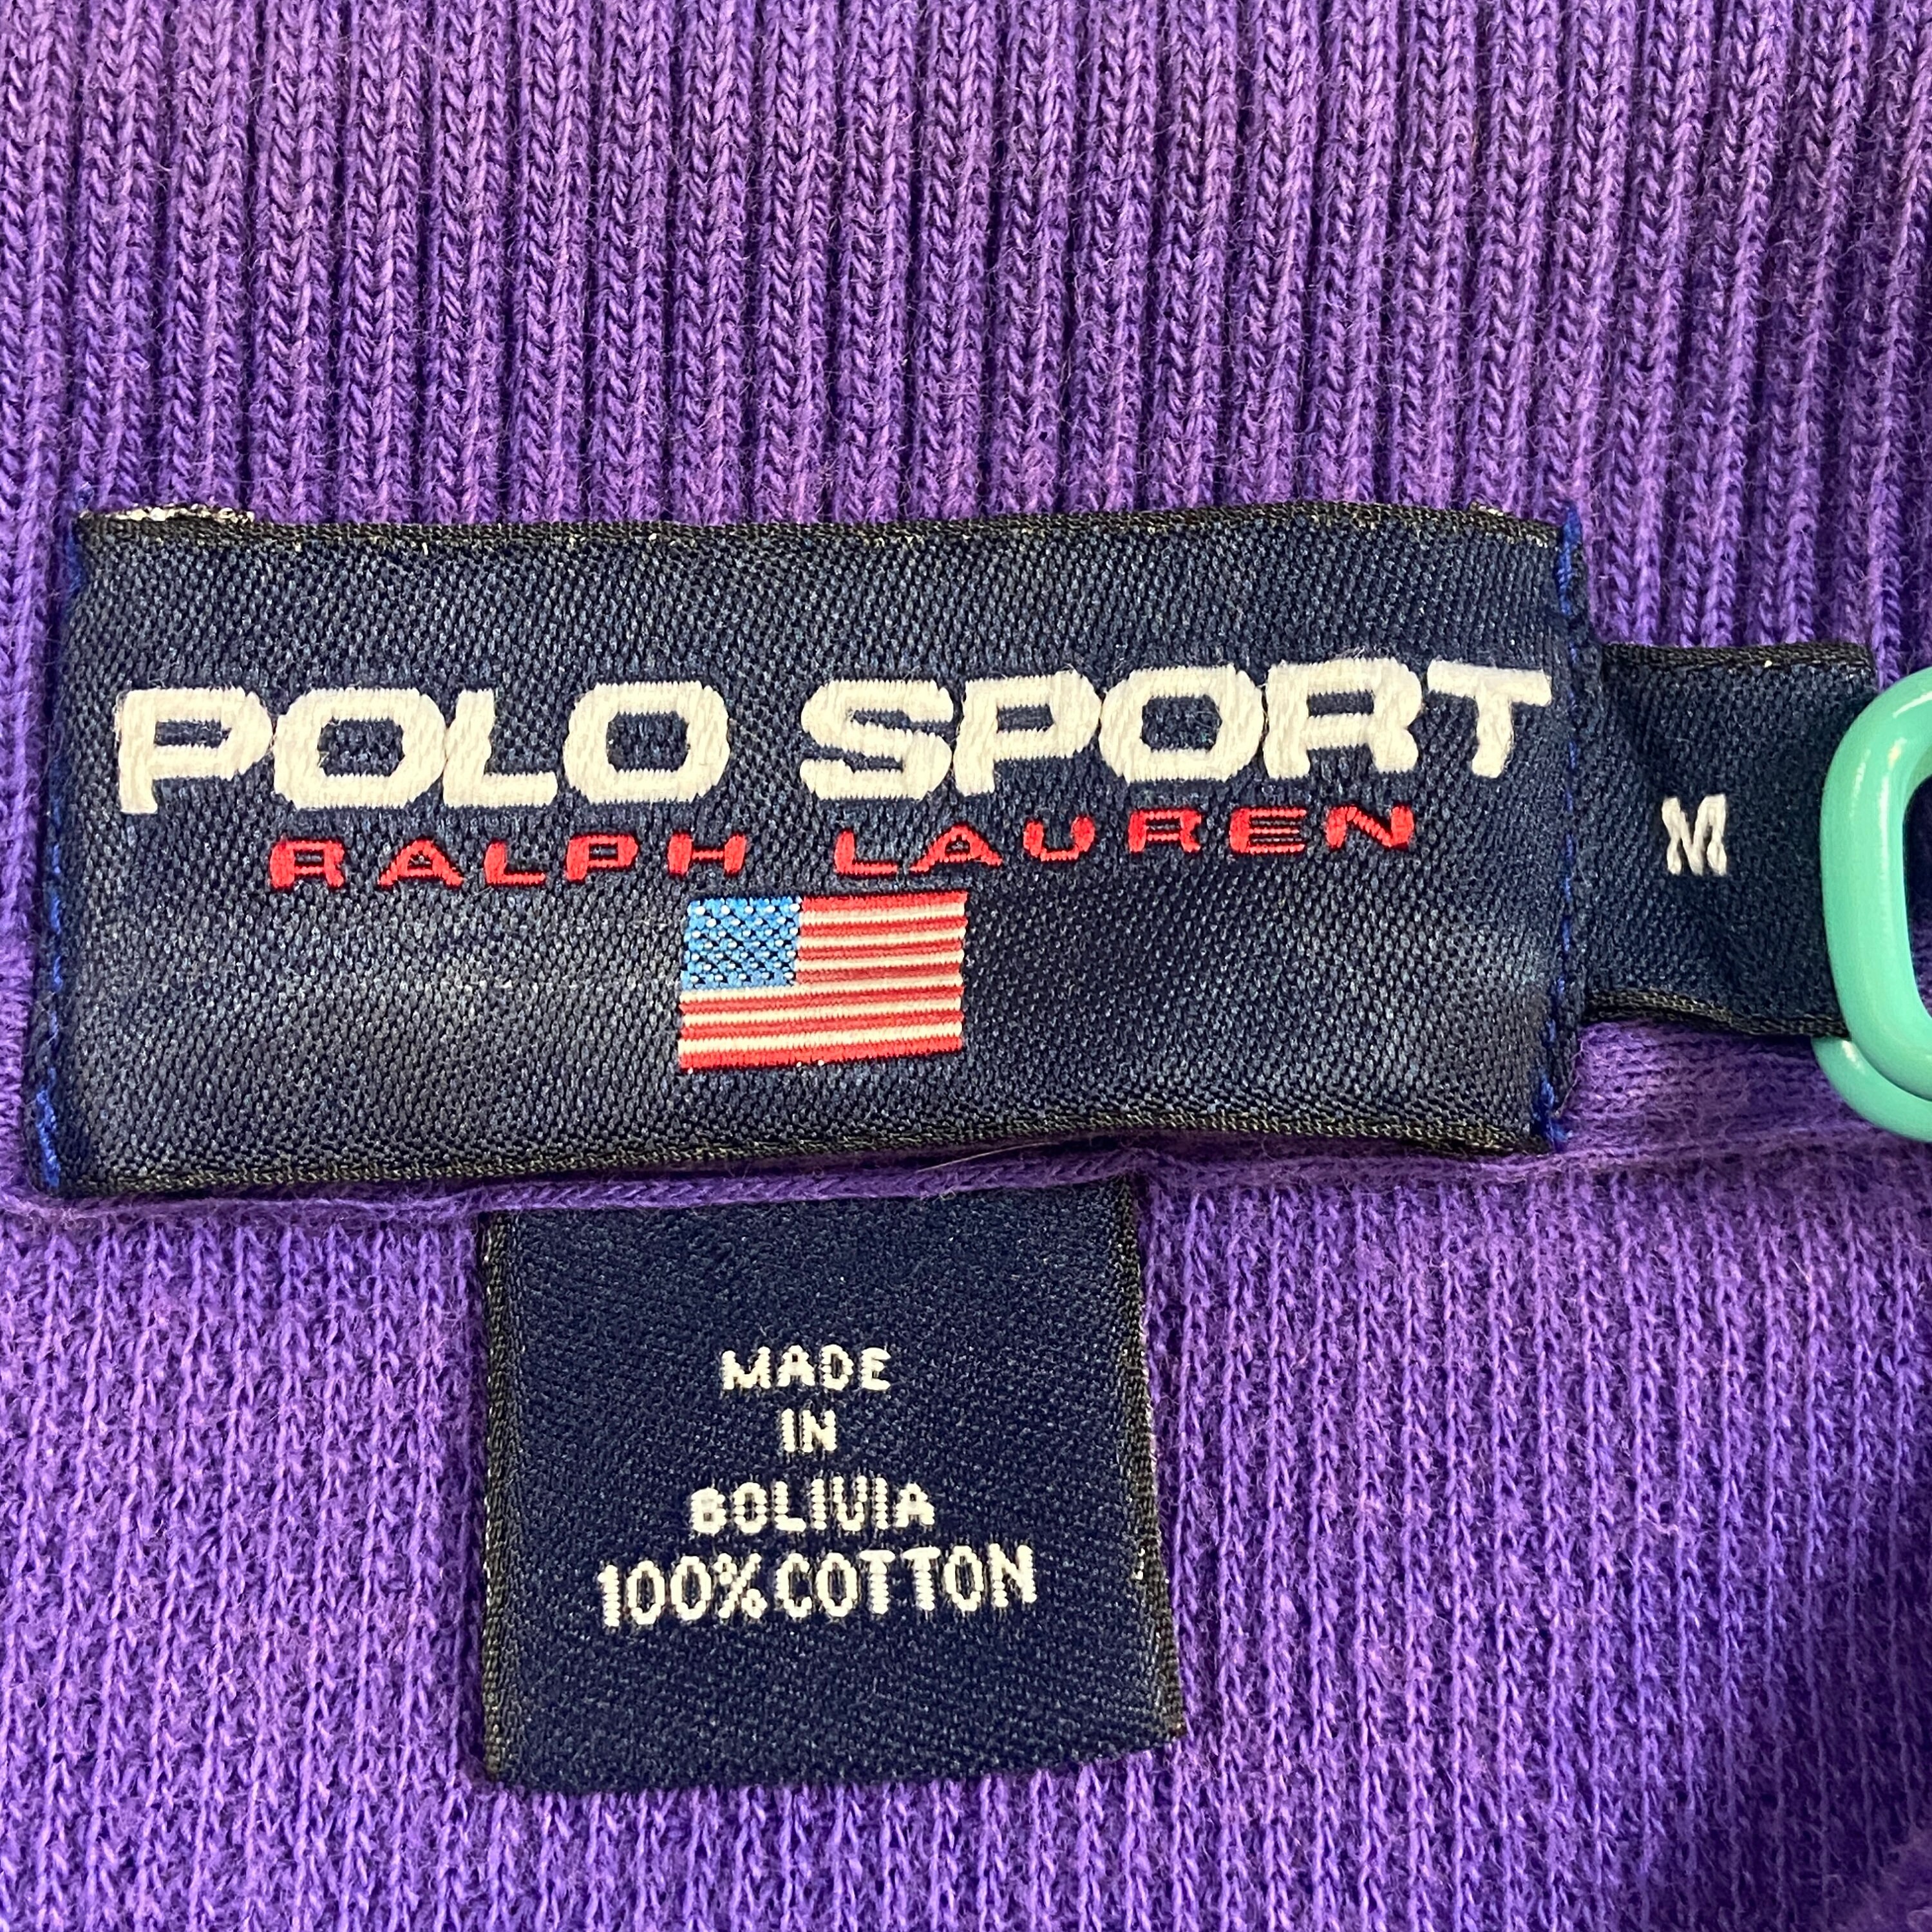 POLO SPORT
RALPH LAUREN
M
MADE
IN
BOLIVIA
100% COTTON